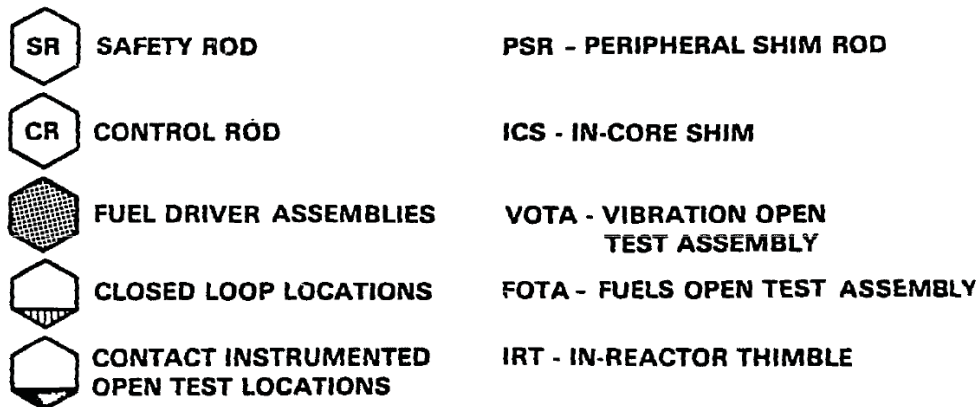 SR SAFETY ROD
PSR - PERIPHERAL SHIM ROD
CR CONTROL ROD
ICS - IN-CORE SHIM
FUEL DRIVER ASSEMBLIES
VOTA - VIBRATION OPEN
TEST ASSEMBLY
CLOSED LOOP LOCATIONS
FOTA - FUELS OPEN TEST ASSEMBLY
CONTACT INSTRUMENTED
OPEN TEST LOCATIONS
IRT - IN-REACTOR THIMBLE